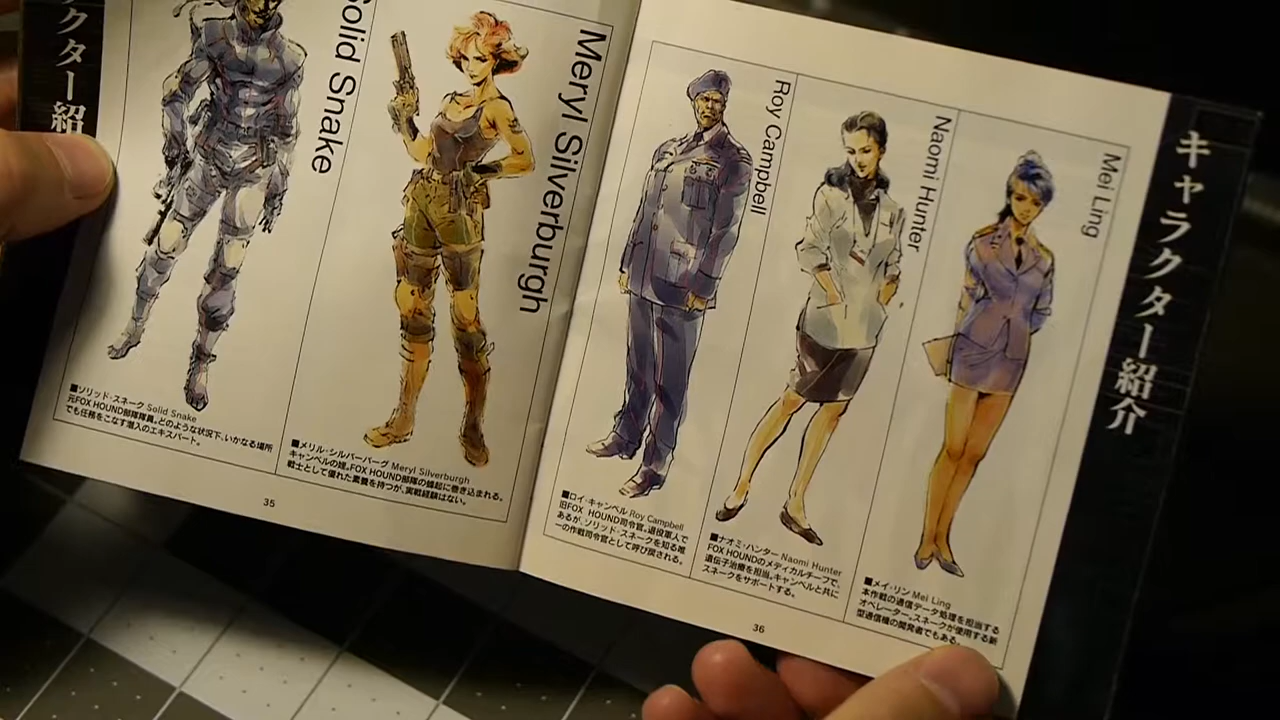 クター紹
Solid Snake
Meryl Silverburgh
■ソリッド・スネーク Solid Snake
元FOX HOUND部隊隊員。どのような状況下、いかなる場所
でも任務をこなす潜入のエキスパート。
■メリル・シルバーバーグ Meryl Silverburgh
キャンベルの姪。FOX HOUND部隊の蜂起に巻き込まれる。
戦士として優れた素養を持つが、実戦経験はない。
35
Roy Campbell
Naomi Hunter
Mei Ling
キャラクター紹介
■ロイ・キャンベル Roy Campbell
旧FOX HOUND司令官。退役軍人で
あるが、ソリッド・スネークを知る唯
一の作戦司令官として呼び戻される。
■ナオミ・ハンター Naomi Hunter
FOX HOUNDのメディカルチーフで、
遺伝子治療を担当。キャンベルと共に
スネークをサポートする。
■メイ・リン Mei Ling
本作戦の通信データ処理を担当する
オペレーター。スネークが使用する新
型通信機の開発者でもある。
36